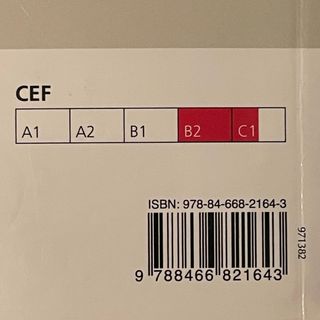 CEF
A1 A2 B1 B2 C1
ISBN: 978-84-668-2164-3
9 788466 821643
971382